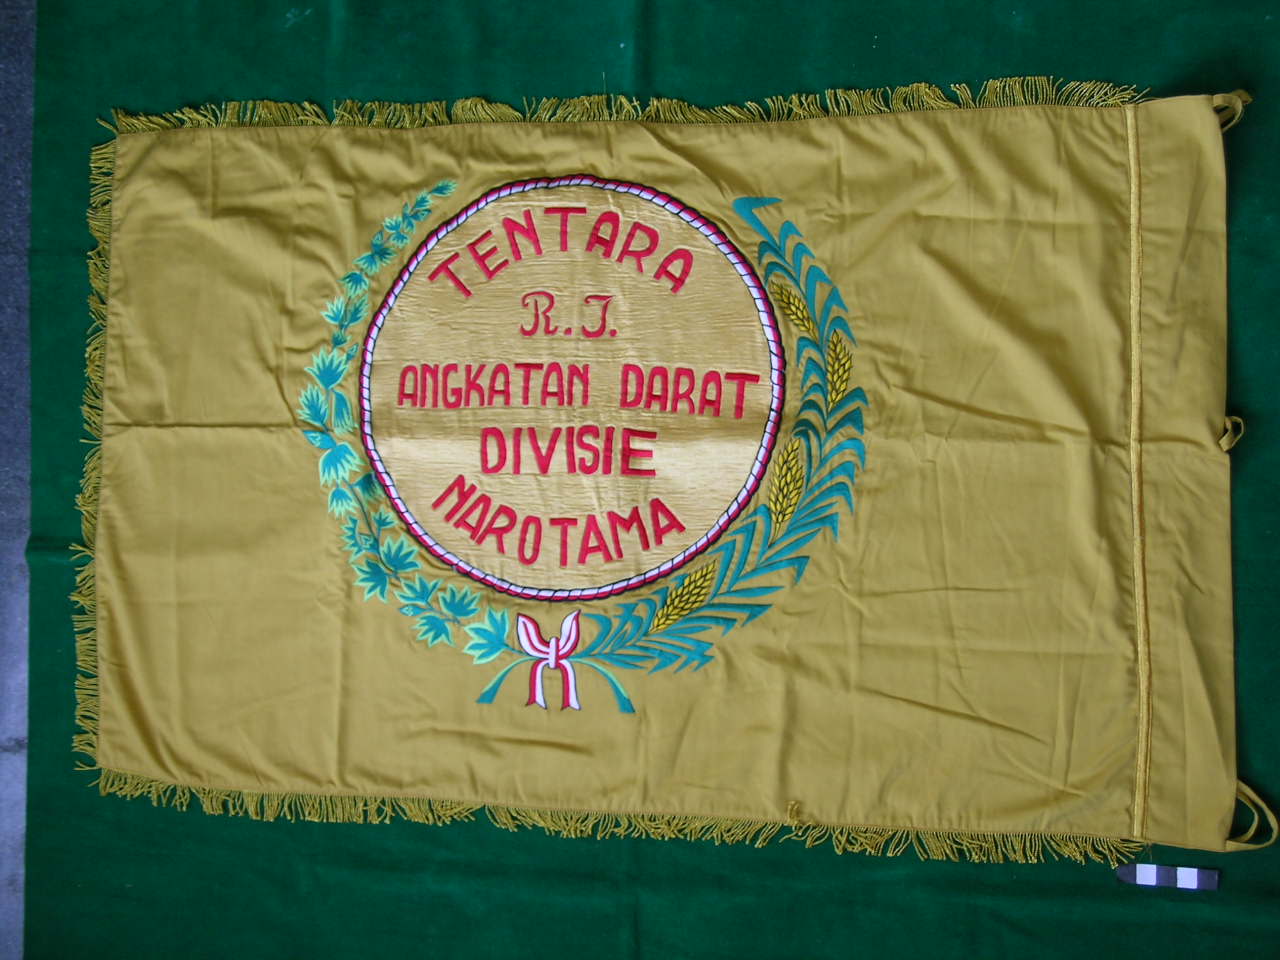 TENTARA
R.I.
ANGKATAN DARAT
DIVISIE
NAROTAMA